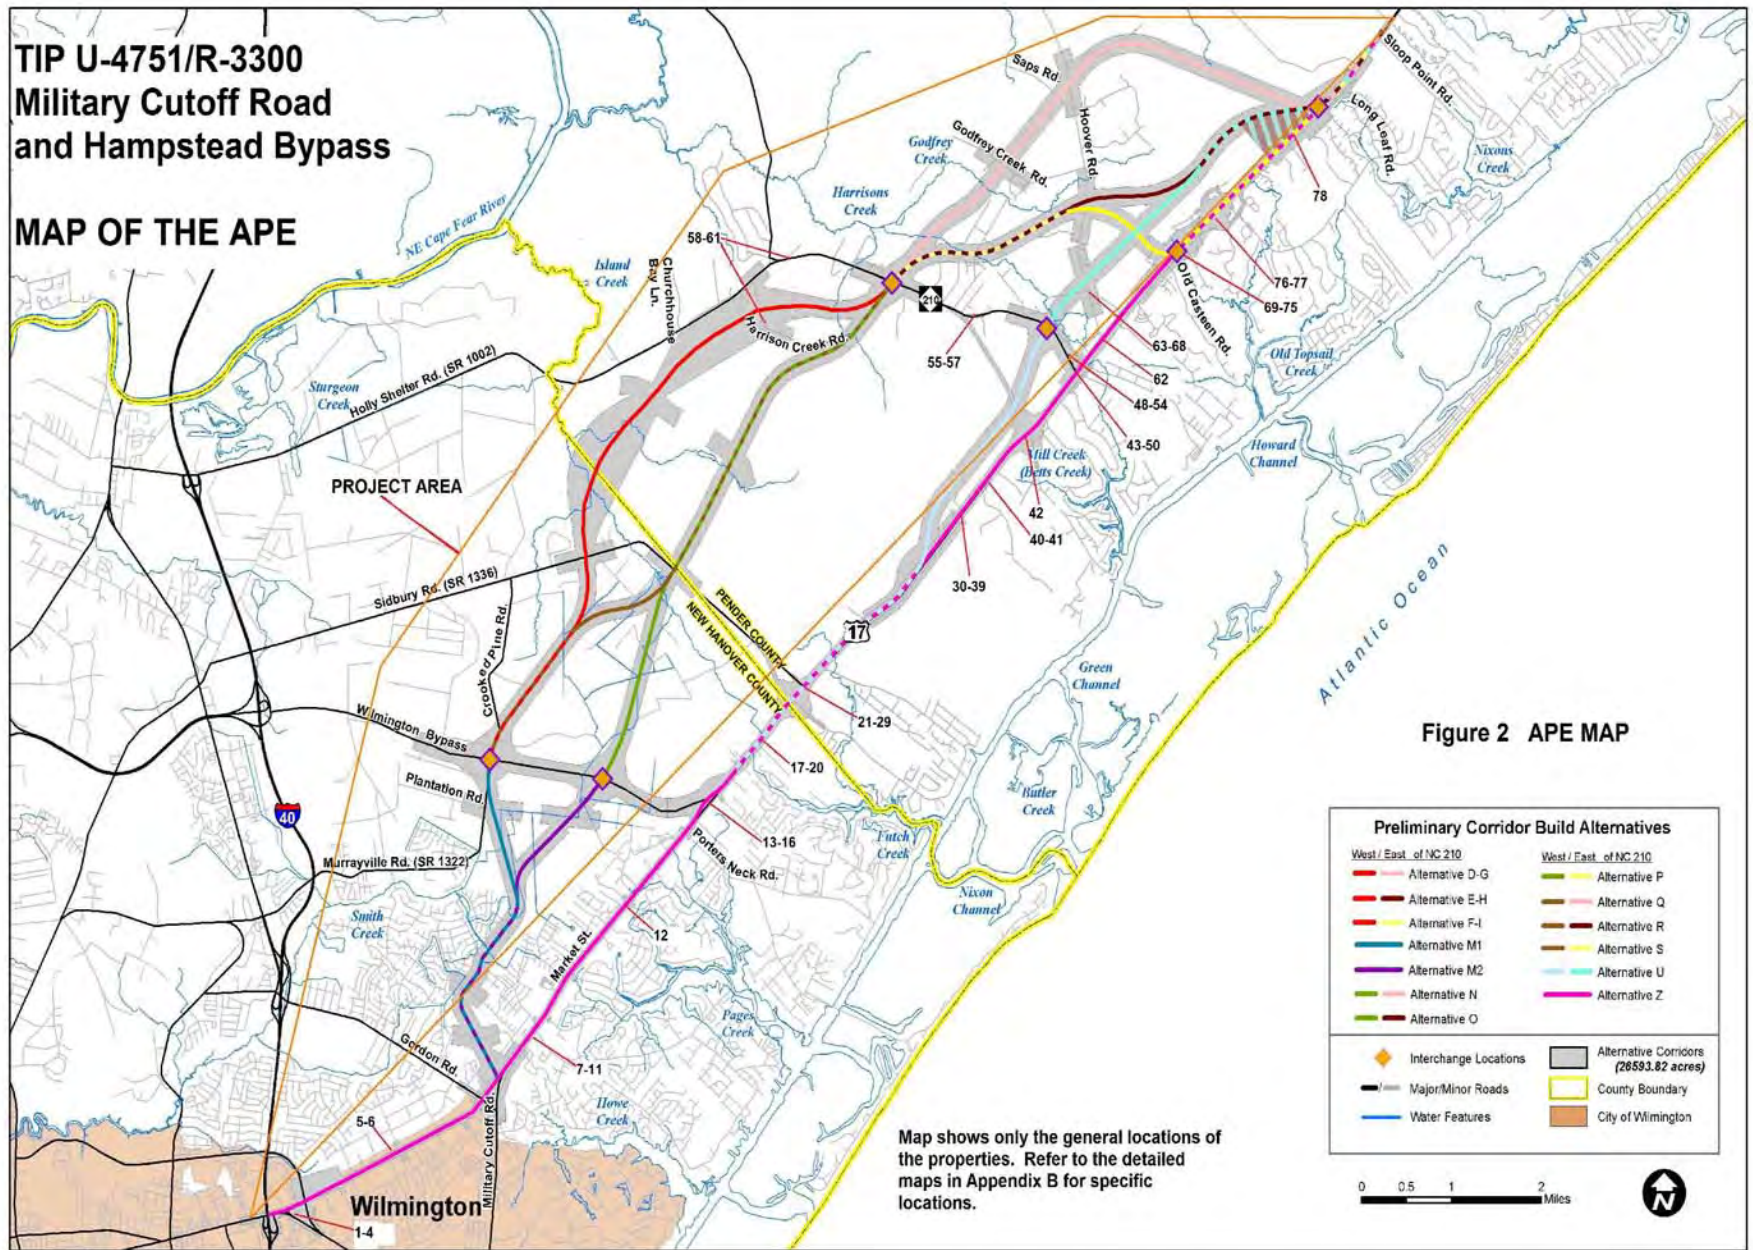 TIP U-4751/R-3300
Military Cutoff Road
and Hampstead Bypass
MAP OF THE APE
NE Cape Fear River
Island
Creek
Churchhouse
Bay Ln.
58-61
Harrisons
Creek
Godfrey
Creek
Godfrey Creek Rd.
Saps Rd.
Hoover Rd.
Sloop Point Rd.
Long Leaf Rd.
Nixons
Creek
78
76-77
69-75
Old Casteen Rd.
63-68
Old Topsail
Creek
62
48-54
43-50
Howard
Channel
210
55-57
Harrison Creek Rd.
Holly Shelter Rd. (SR 1002)
Sturgeon
Creek
PROJECT AREA
Mill Creek
(Betts Creek)
42
40-41
30-39
Sidbury Rd. (SR 1336)
Crooked Pine Rd.
PENDER COUNTY
NEW HANOVER COUNTY
17
Green
Channel
Atlantic Ocean
21-29
17-20
Wilmington Bypass
Plantation Rd.
40
Murrayville Rd. (SR 1322)
13-16
Porters Neck Rd.
Butler
Creek
Futch
Creek
Nixon
Channel
Smith
Creek
12
Market St.
Pages
Creek
Gordon Rd.
7-11
Howe
Creek
5-6
Military Cutoff Rd.
Wilmington
1-4
Map shows only the general locations of
the properties. Refer to the detailed
maps in Appendix B for specific
locations.
Figure 2 APE MAP
Preliminary Corridor Build Alternatives
West / East of NC 210
Alternative D-G
Alternative E-H
Alternative F-I
Alternative M1
Alternative M2
Alternative N
Alternative O
West / East of NC 210
Alternative P
Alternative Q
Alternative R
Alternative S
Alternative U
Alternative Z
Interchange Locations
Major/Minor Roads
Water Features
Alternative Corridors
(26593.82 acres)
County Boundary
City of Wilmington
0 0.5 1 2
Miles
N